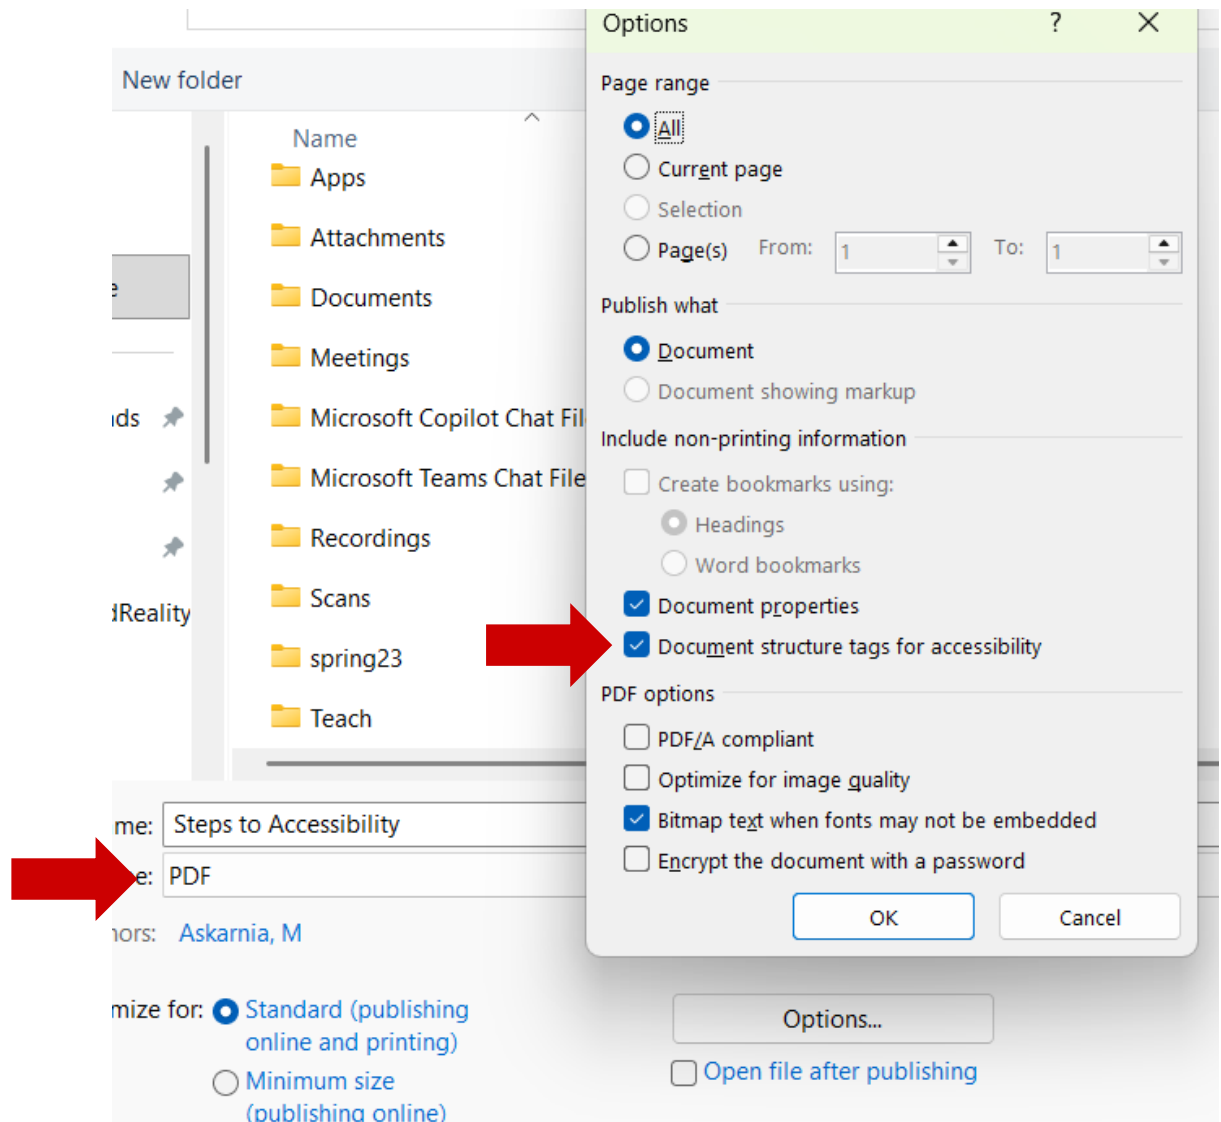 New folder
Name
Apps
Attachments
Documents
Meetings
Microsoft Copilot Chat Fil
Microsoft Teams Chat File
Recordings
Scans
spring23
Teach
e
ds
dReality
me: Steps to Accessibility
e: PDF
hors: Askarnia, M
mize for: Standard (publishing
online and printing)
Minimum size
(publishing online)
Options...
Open file after publishing
Options ?
Page range
All
Current page
Selection
Page(s) From: 1 To: 1
Publish what
Document
Document showing markup
Include non-printing information
Create bookmarks using:
Headings
Word bookmarks
Document properties
Document structure tags for accessibility
PDF options
PDF/A compliant
Optimize for image quality
Bitmap text when fonts may not be embedded
Encrypt the document with a password
OK Cancel